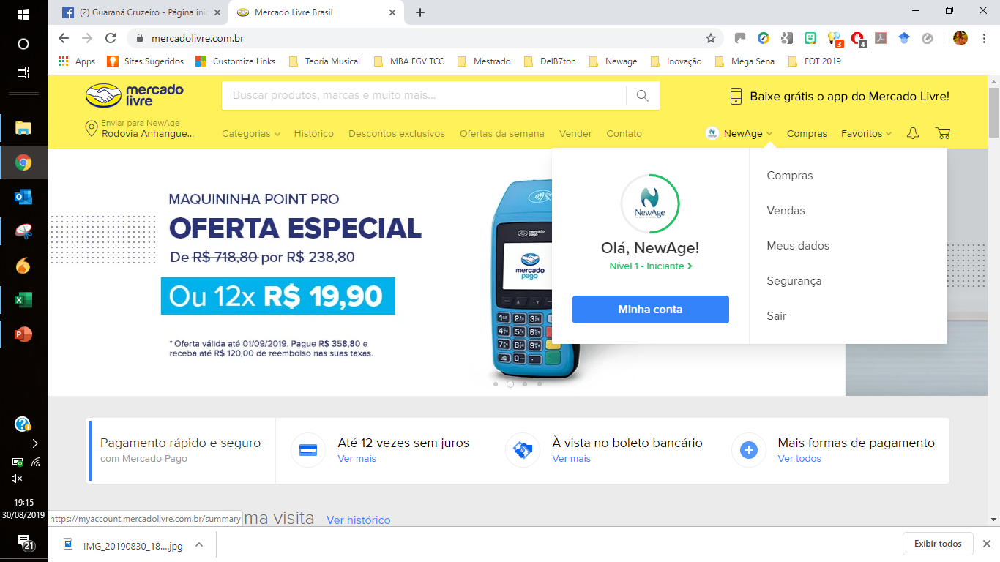 (2) Guaraná Cruzeiro - Página inic
Mercado Livre Brasil
mercadolivre.com.br
3
4
Apps
Sites Sugeridos
Customize Links
Teoria Musical
MBA FGV TCC
Mestrado
DelB7ton
Newage
Inovação
Mega Sena
FOT 2019
mercado
livre
Buscar produtos, marcas e muito mais...
Baixe grátis o app do Mercado Livre!
Enviar para NewAge
Rodovia Anhangue...
Categorias
Histórico
Descontos exclusivos
Ofertas da semana
Vender
Contato
NewAge
Compras
Favoritos
MAQUININHA POINT PRO
OFERTA ESPECIAL
De R$ 718,80 por R$ 238,80
Ou 12x R$ 19,90
* Oferta válida até 01/09/2019. Pague R$ 358,80 e
receba até R$ 120,00 de reembolso nas suas taxas.
mercado
pago
mercado
pago
NewAge
Olá, NewAge!
Nível 1 - Iniciante
Minha conta
Compras
Vendas
Meus dados
Segurança
Sair
Pagamento rápido e seguro
com Mercado Pago
Até 12 vezes sem juros
Ver mais
À vista no boleto bancário
Ver mais
Mais formas de pagamento
Ver todos
ma visita
Ver histórico
https://myaccount.mercadolivre.com.br/summary
IMG_20190830_18....jpg
Exibir todos
19:15
30/08/2019
21